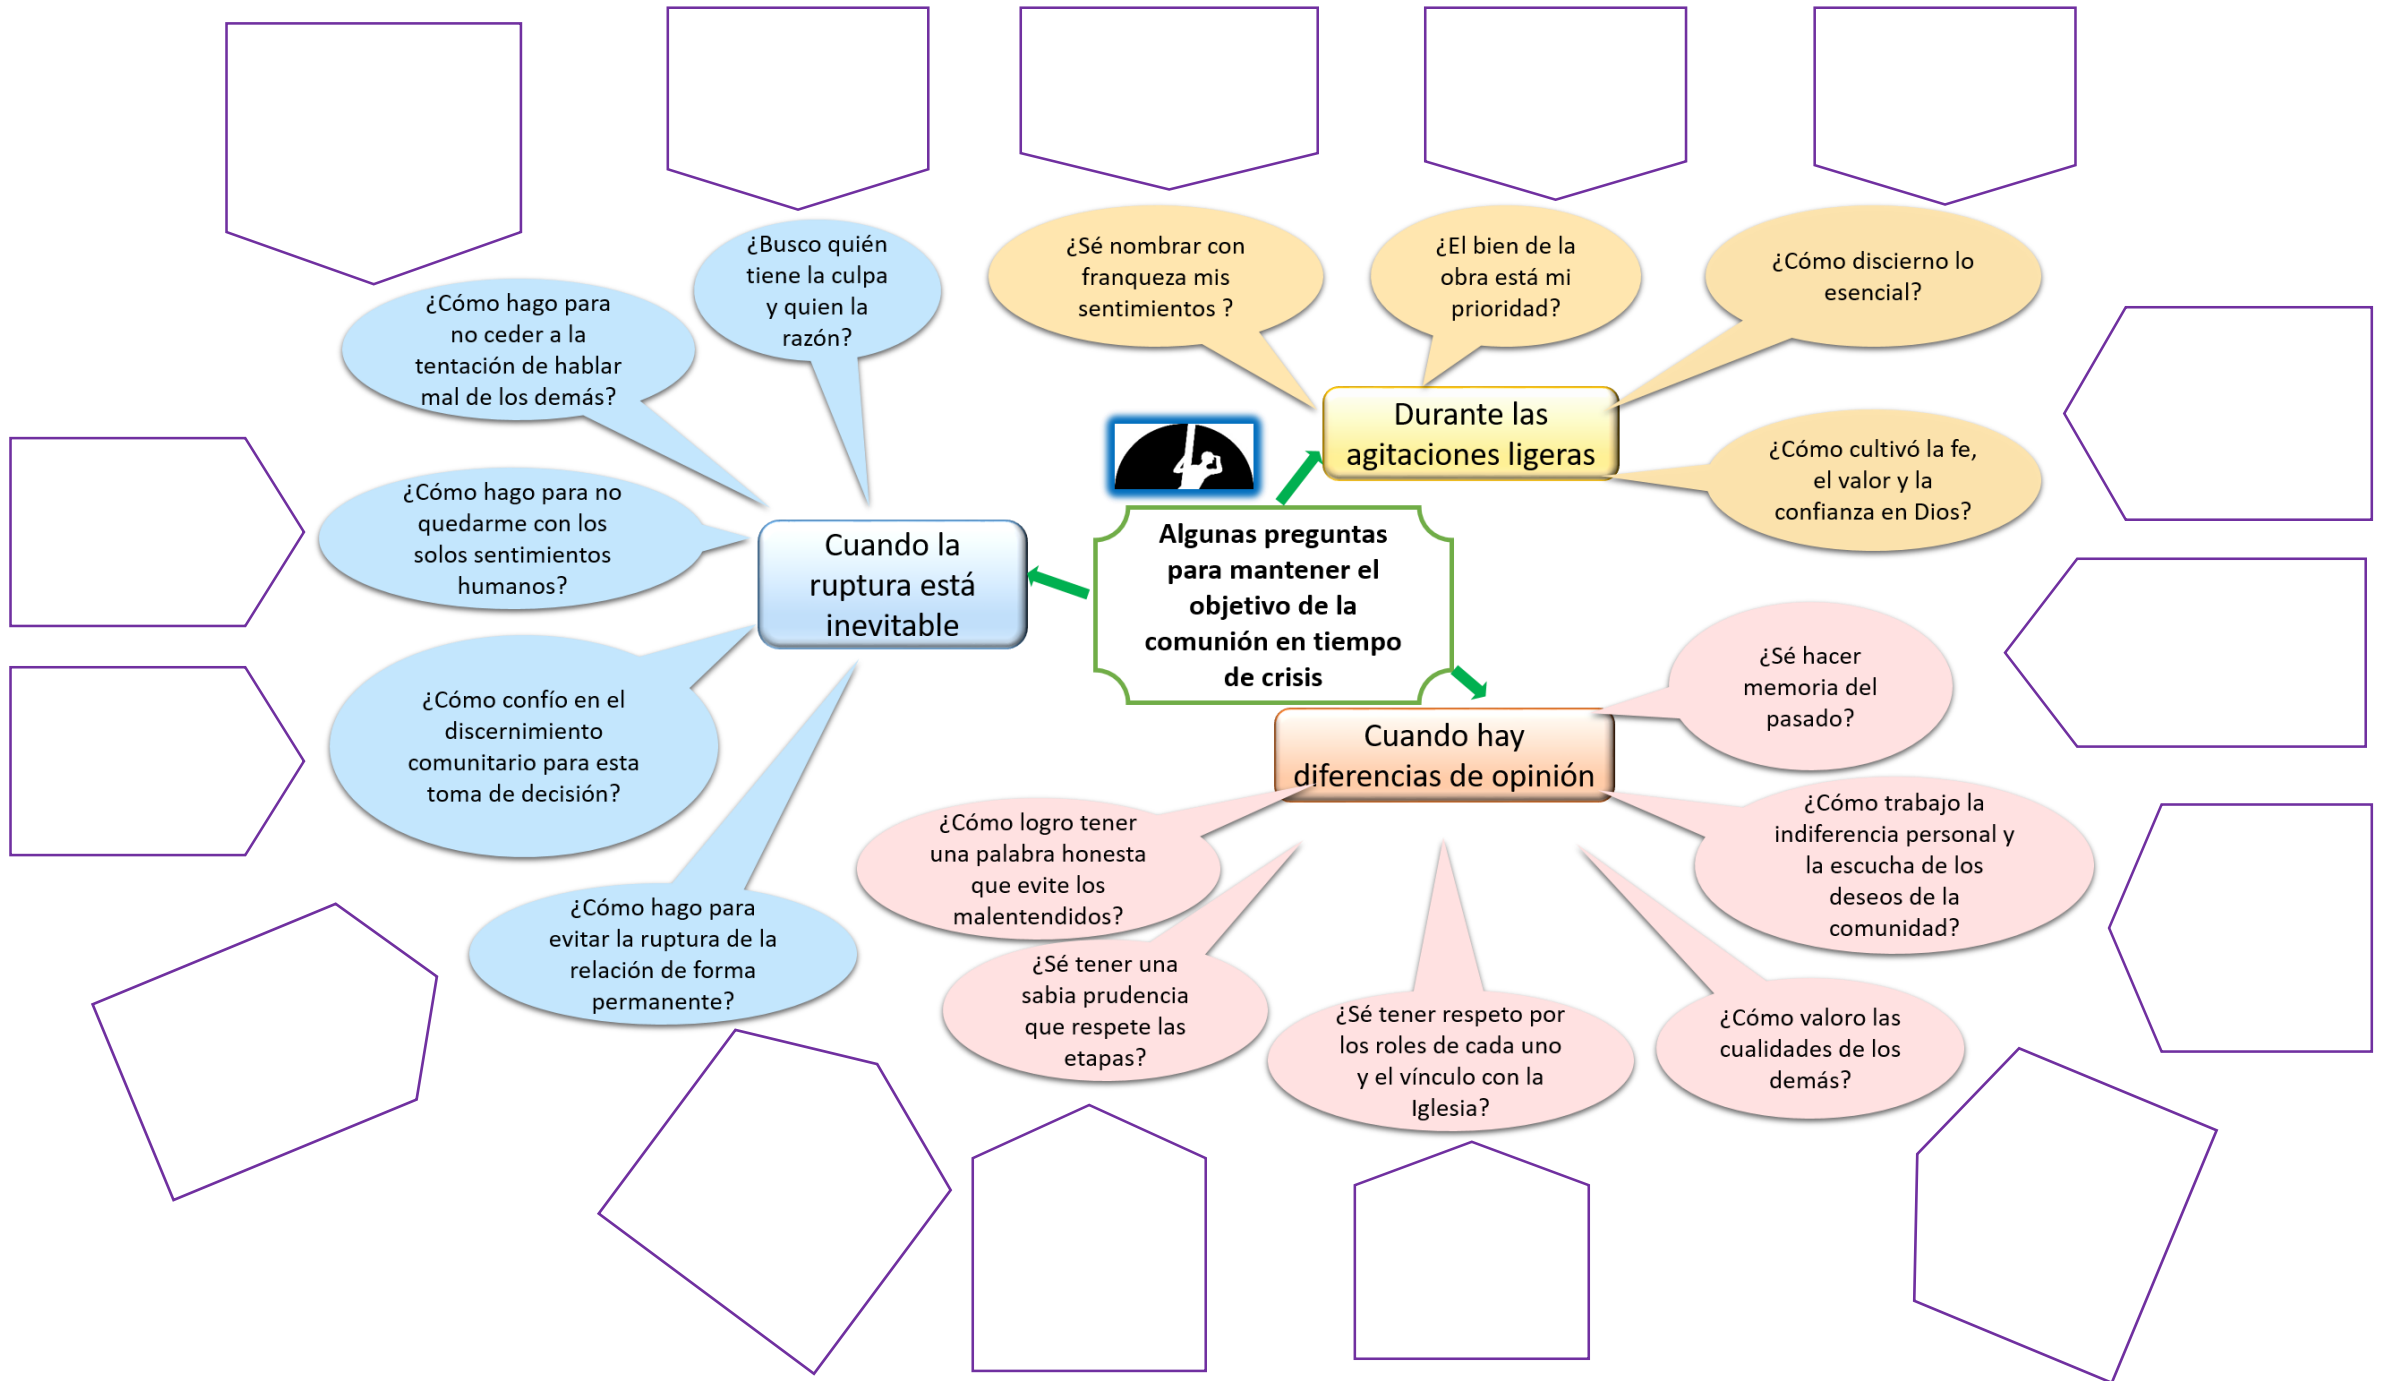 Algunas preguntas
para mantener el
objetivo de la
comunión en tiempo
de crisis
Durante las
agitaciones ligeras
¿Sé nombrar con
franqueza mis
sentimientos ?
¿El bien de la
obra está mi
prioridad?
¿Cómo discierno lo
esencial?
¿Cómo cultivó la fe,
el valor y la
confianza en Dios?
Cuando hay
diferencias de opinión
¿Sé hacer
memoria del
pasado?
¿Cómo trabajo la
indiferencia personal y
la escucha de los
deseos de la
comunidad?
¿Cómo valoro las
cualidades de los
demás?
¿Sé tener respeto por
los roles de cada uno
y el vínculo con la
Iglesia?
¿Sé tener una
sabia prudencia
que respete las
etapas?
¿Cómo logro tener
una palabra honesta
que evite los
malentendidos?
Cuando la
ruptura está
inevitable
¿Busco quién
tiene la culpa
y quien la
razón?
¿Cómo hago para
no ceder a la
tentación de hablar
mal de los demás?
¿Cómo hago para no
quedarme con los
solos sentimientos
humanos?
¿Cómo confío en el
discernimiento
comunitario para esta
toma de decisión?
¿Cómo hago para
evitar la ruptura de la
relación de forma
permanente?